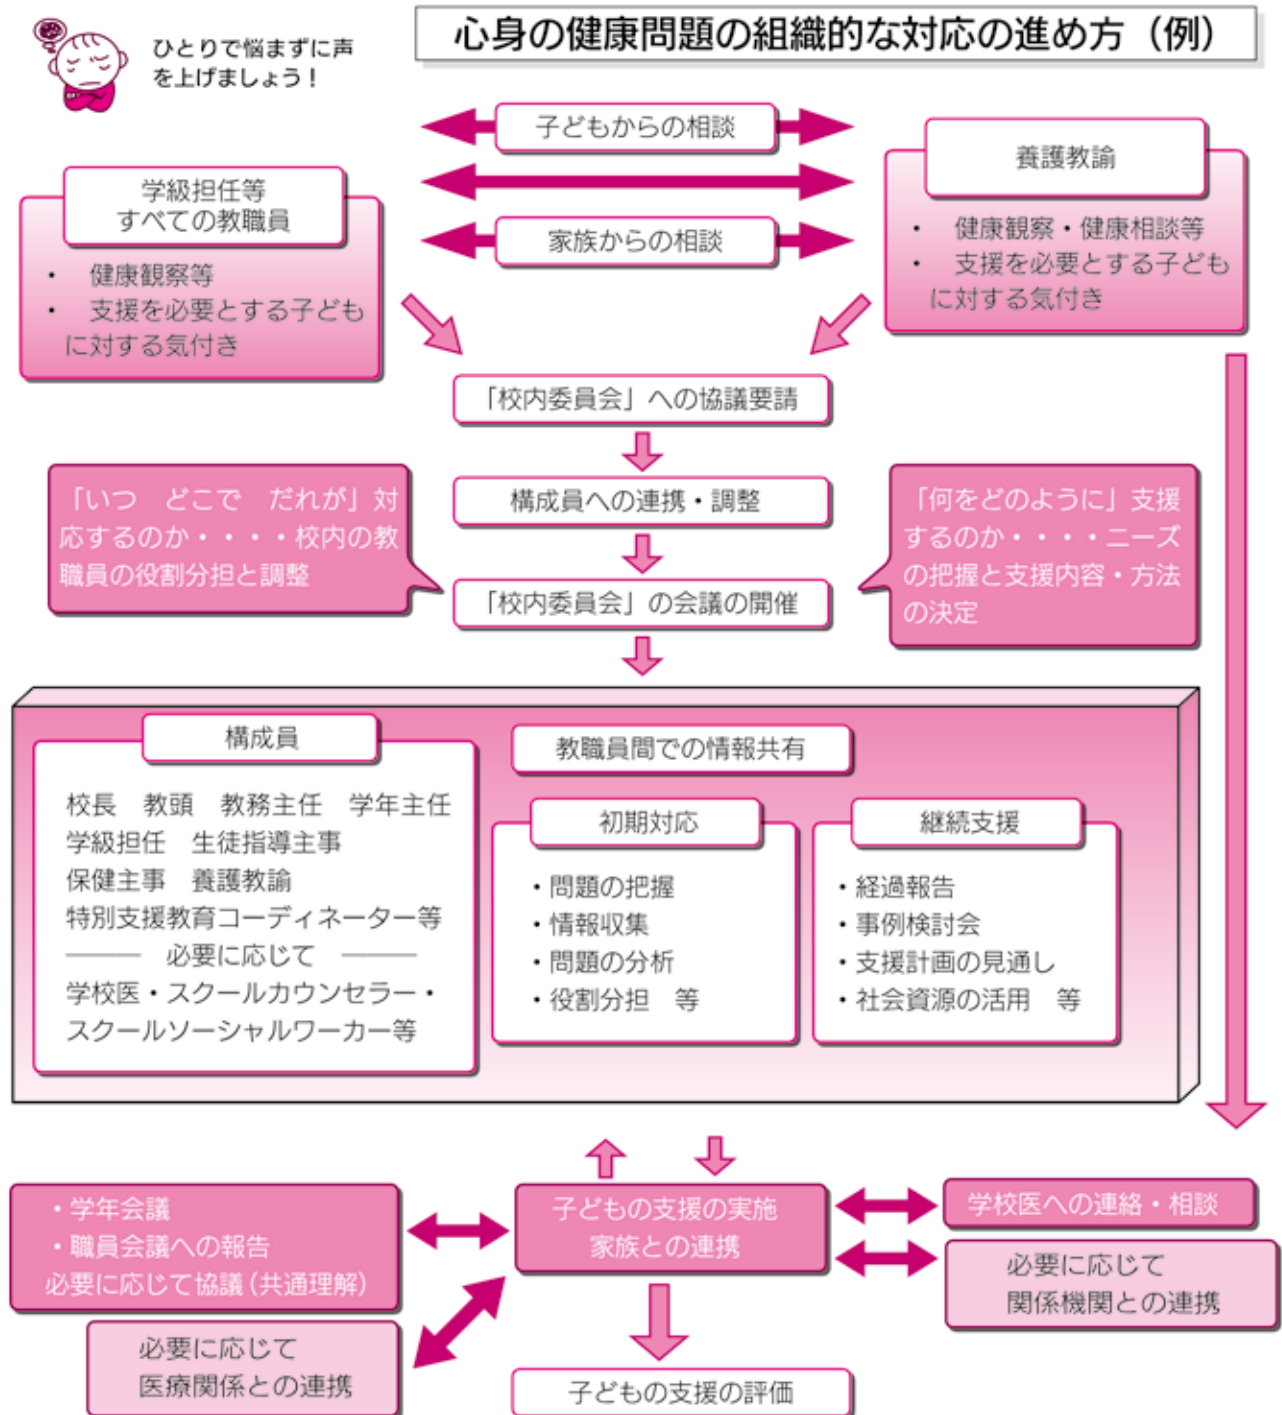 心身の健康問題の組織的な対応の進め方（例）
ひとりで悩まずに声
を上げましょう！
子どもからの相談
家族からの相談
学級担任等
すべての教職員
・　健康観察等
・　支援を必要とする子ども
に対する気付き
養護教諭
・　健康観察・健康相談等
・　支援を必要とする子ども
に対する気付き
「校内委員会」への協議要請
構成員への連携・調整
「校内委員会」の会議の開催
「いつ　どこで　だれが」対
応するのか・・・・校内の教
職員の役割分担と調整
「何をどのように」支援
するのか・・・・ニーズ
の把握と支援内容・方法
の決定
構成員
校長　教頭　教務主任　学年主任
学級担任　生徒指導主事
保健主事　養護教諭
特別支援教育コーディネーター等
―――　必要に応じて　―――
学校医・スクールカウンセラー・
スクールソーシャルワーカー等
教職員間での情報共有
初期対応
・問題の把握
・情報収集
・問題の分析
・役割分担　等
継続支援
・経過報告
・事例検討会
・支援計画の見通し
・社会資源の活用　等
・学年会議
・職員会議への報告
必要に応じて協議（共通理解）
必要に応じて
医療関係との連携
子どもの支援の実施
家族との連携
学校医への連絡・相談
必要に応じて
関係機関との連携
子どもの支援の評価